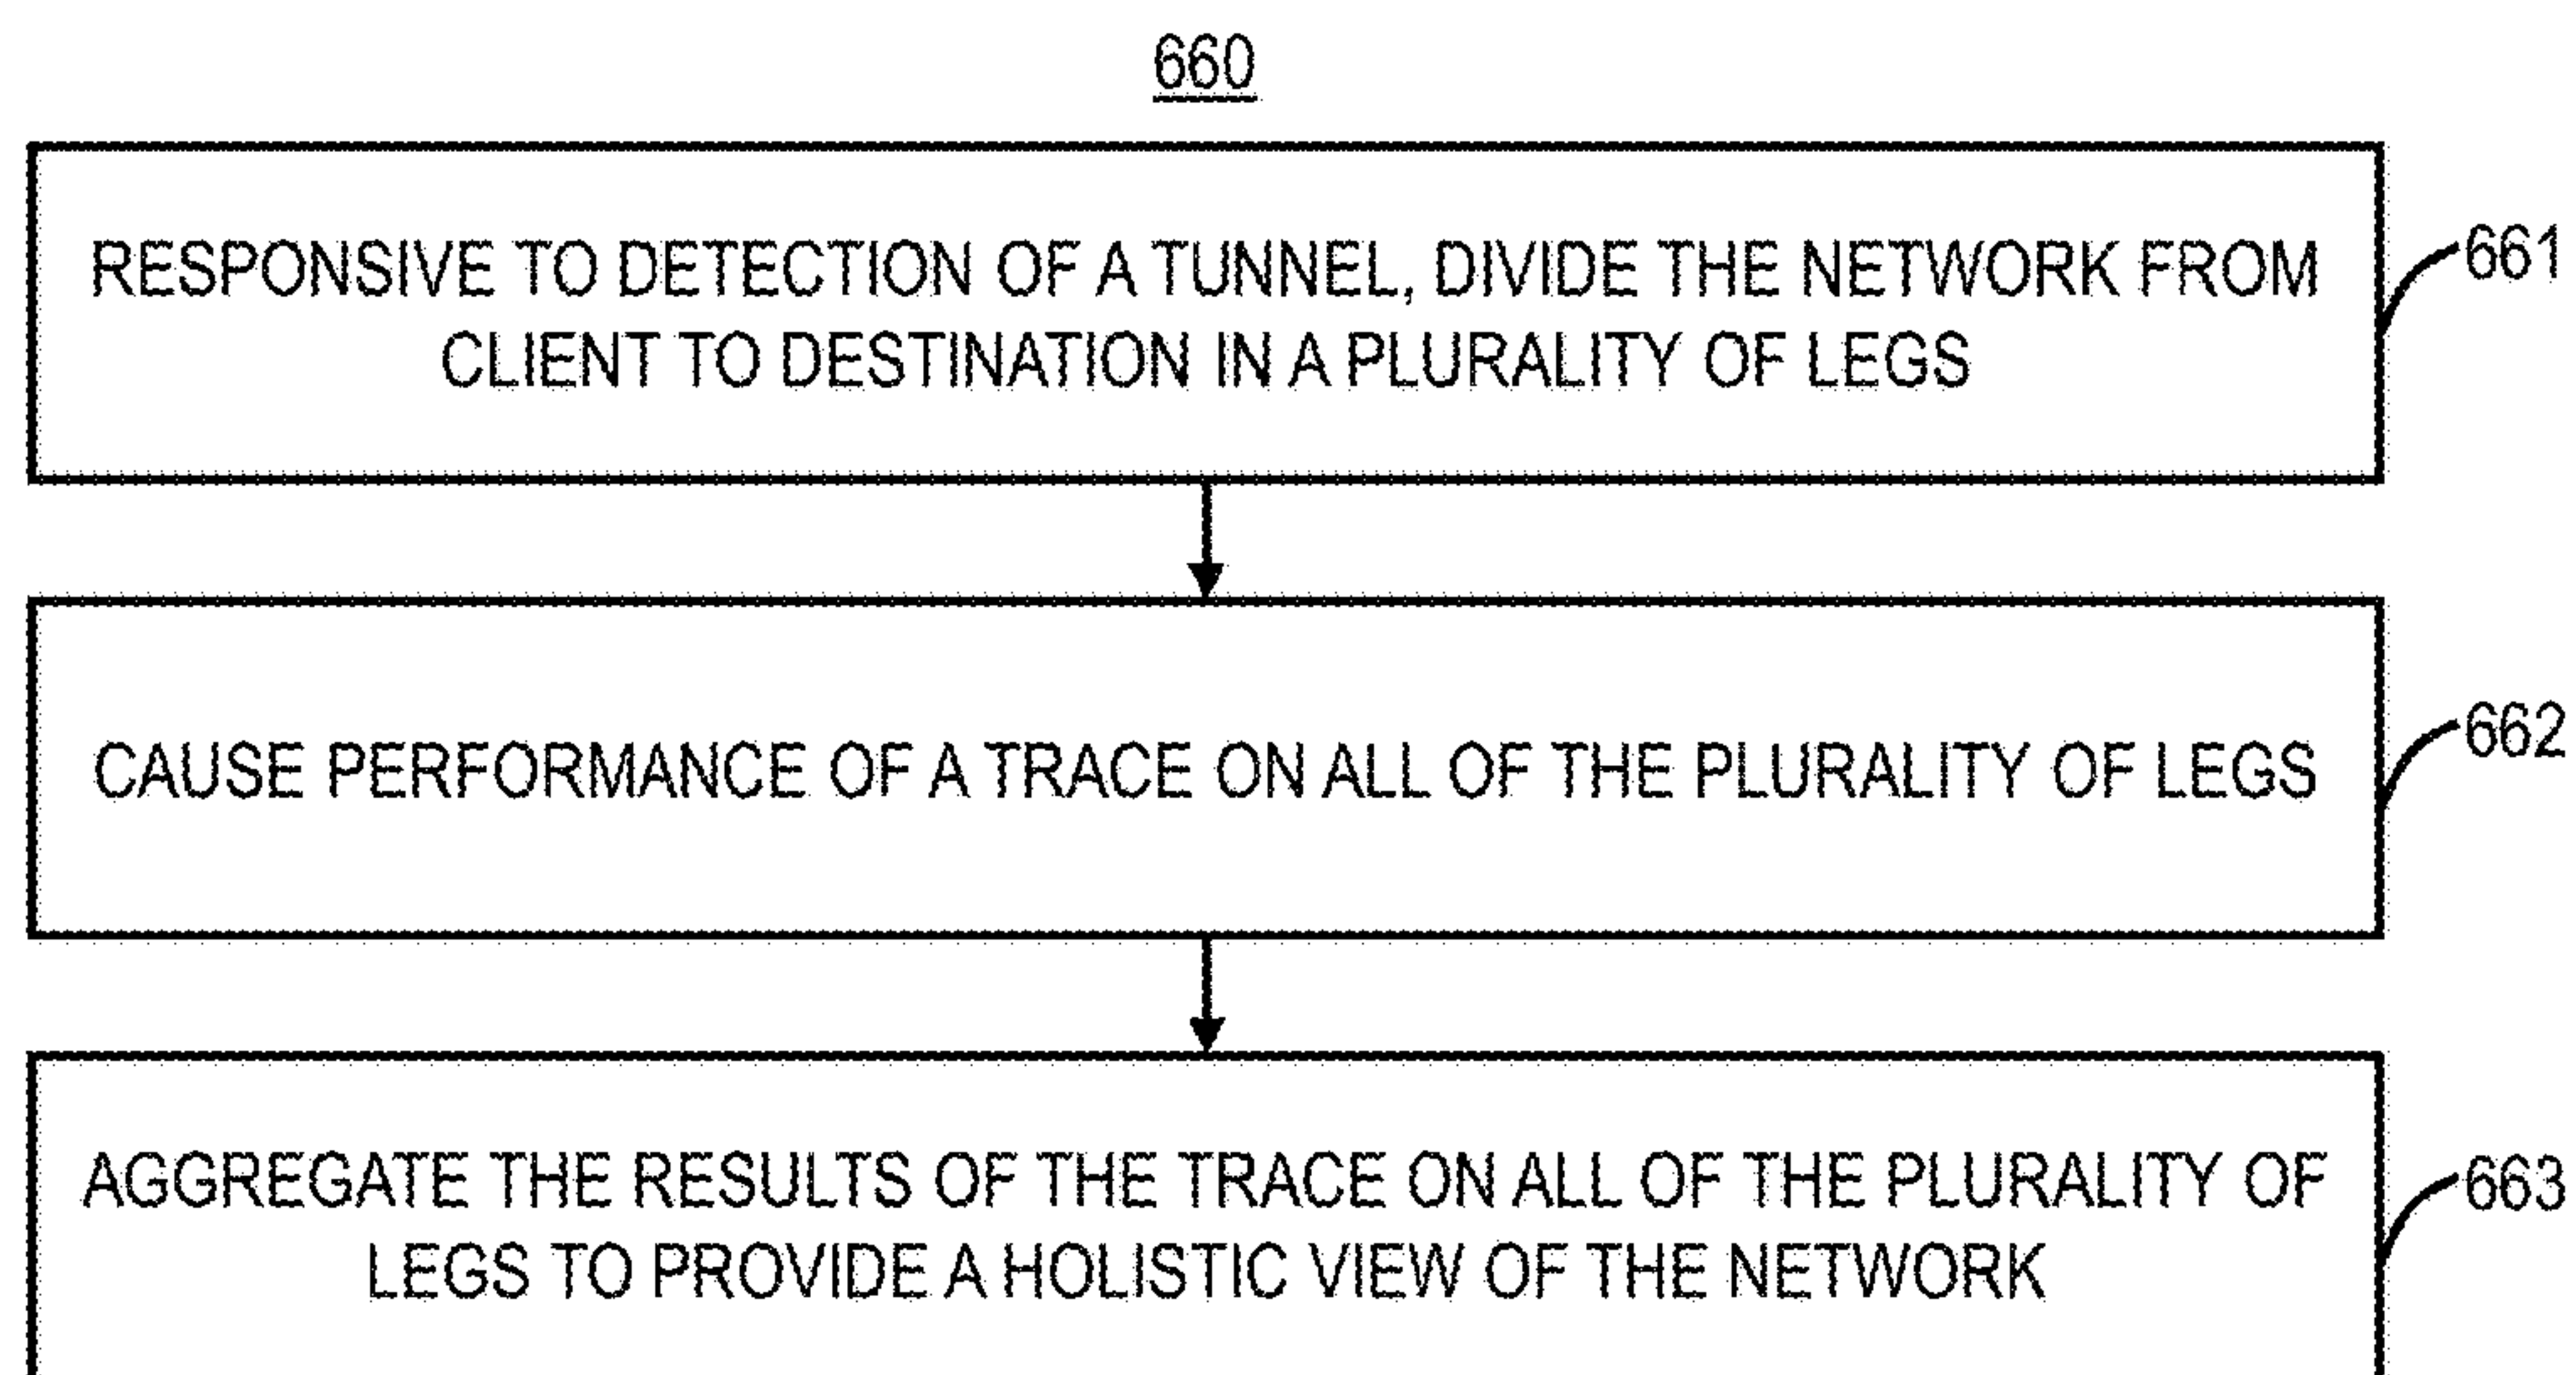 660
RESPONSIVE TO DETECTION OF A TUNNEL, DIVIDE THE NETWORK FROM
CLIENT TO DESTINATION IN A PLURALITY OF LEGS
661
CAUSE PERFORMANCE OF A TRACE ON ALL OF THE PLURALITY OF LEGS
662
AGGREGATE THE RESULTS OF THE TRACE ON ALL OF THE PLURALITY OF
LEGS TO PROVIDE A HOLISTIC VIEW OF THE NETWORK
663